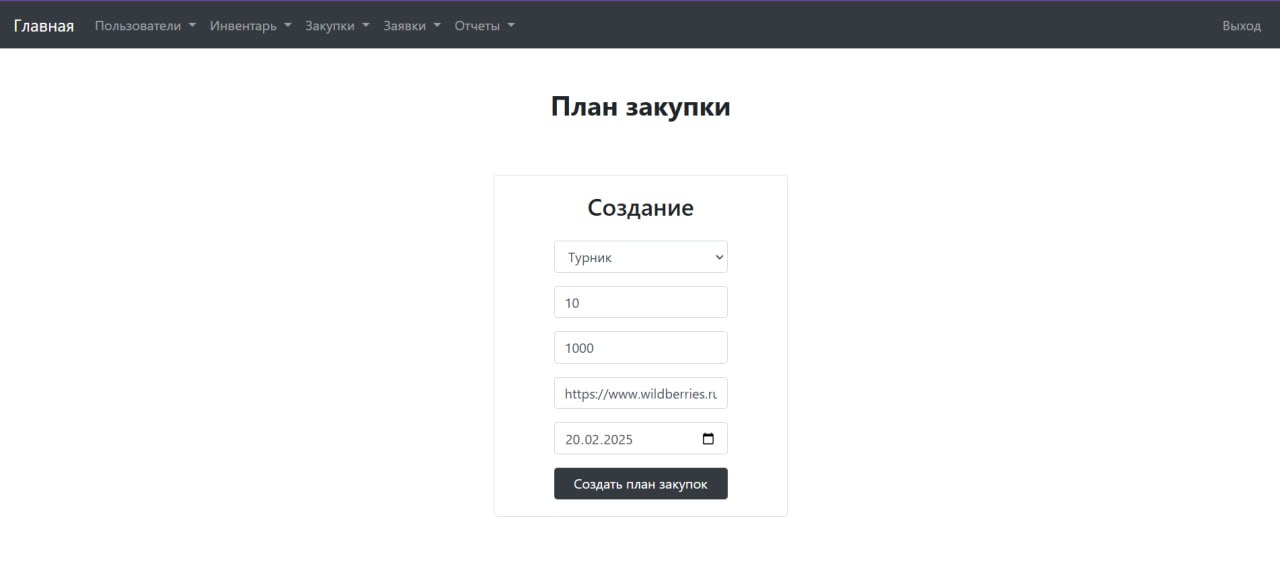 Главная Пользователи Инвентарь Закупки Заявки Отчеты Выход
План закупки
Создание
Турник
10
1000
https://www.wildberries.ru
20.02.2025
Создать план закупок